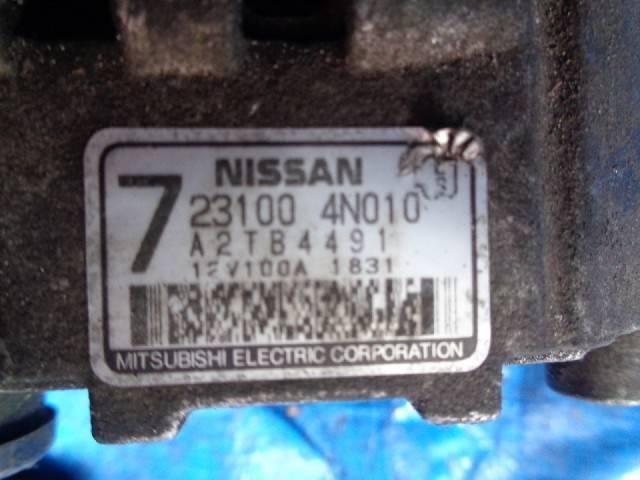 NISSAN
7
23100 4N010
A2TB4491
12V100A 1831
MITSUBISHI ELECTRIC CORPORATION